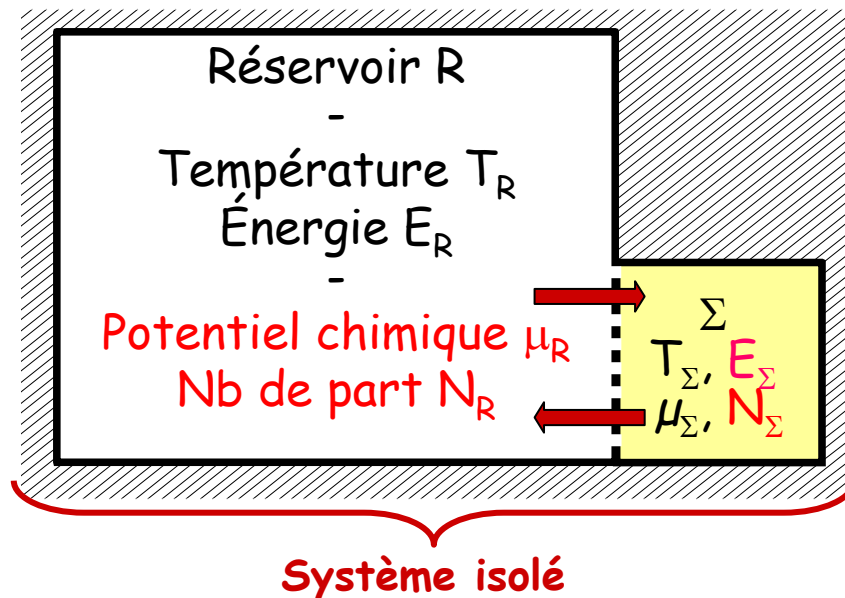 Réservoir R
-
Température T_R
Énergie E_R
-
Potentiel chimique μ_R
Nb de part N_R
Σ
T_Σ, E_Σ
μ_Σ, N_Σ
Système isolé